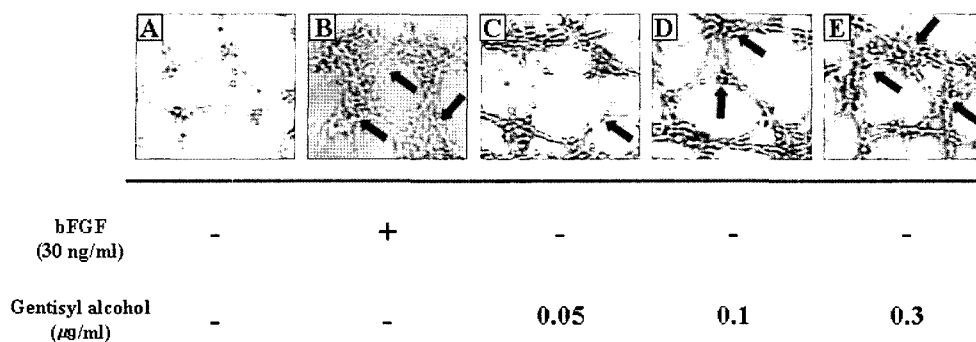 A B C D E
bFGF - + - - -
(30 ng/ml)
Gentisyl alcohol - - 0.05 0.1 0.3
(㎍/ml)